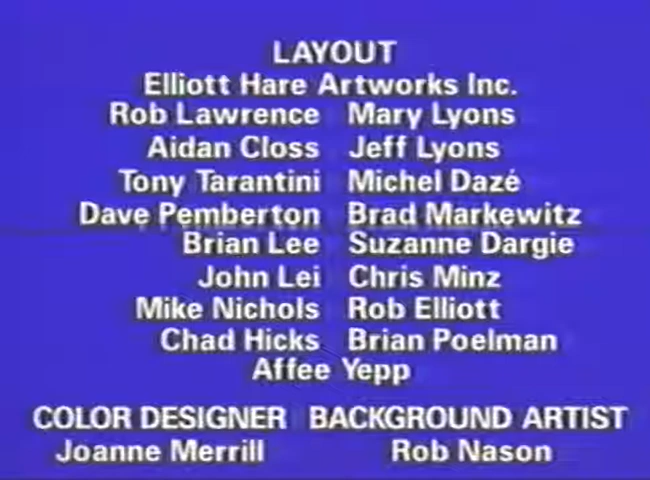 LAYOUT
Elliott Hare Artworks Inc.
Rob Lawrence Mary Lyons
Aidan Closs Jeff Lyons
Tony Tarantini Michel Dazé
Dave Pemberton Brad Markewitz
Brian Lee Suzanne Dargie
John Lei Chris Minz
Mike Nichols Rob Elliott
Chad Hicks Brian Poelman
Affee Yepp
COLOR DESIGNER BACKGROUND ARTIST
Joanne Merrill Rob Nason